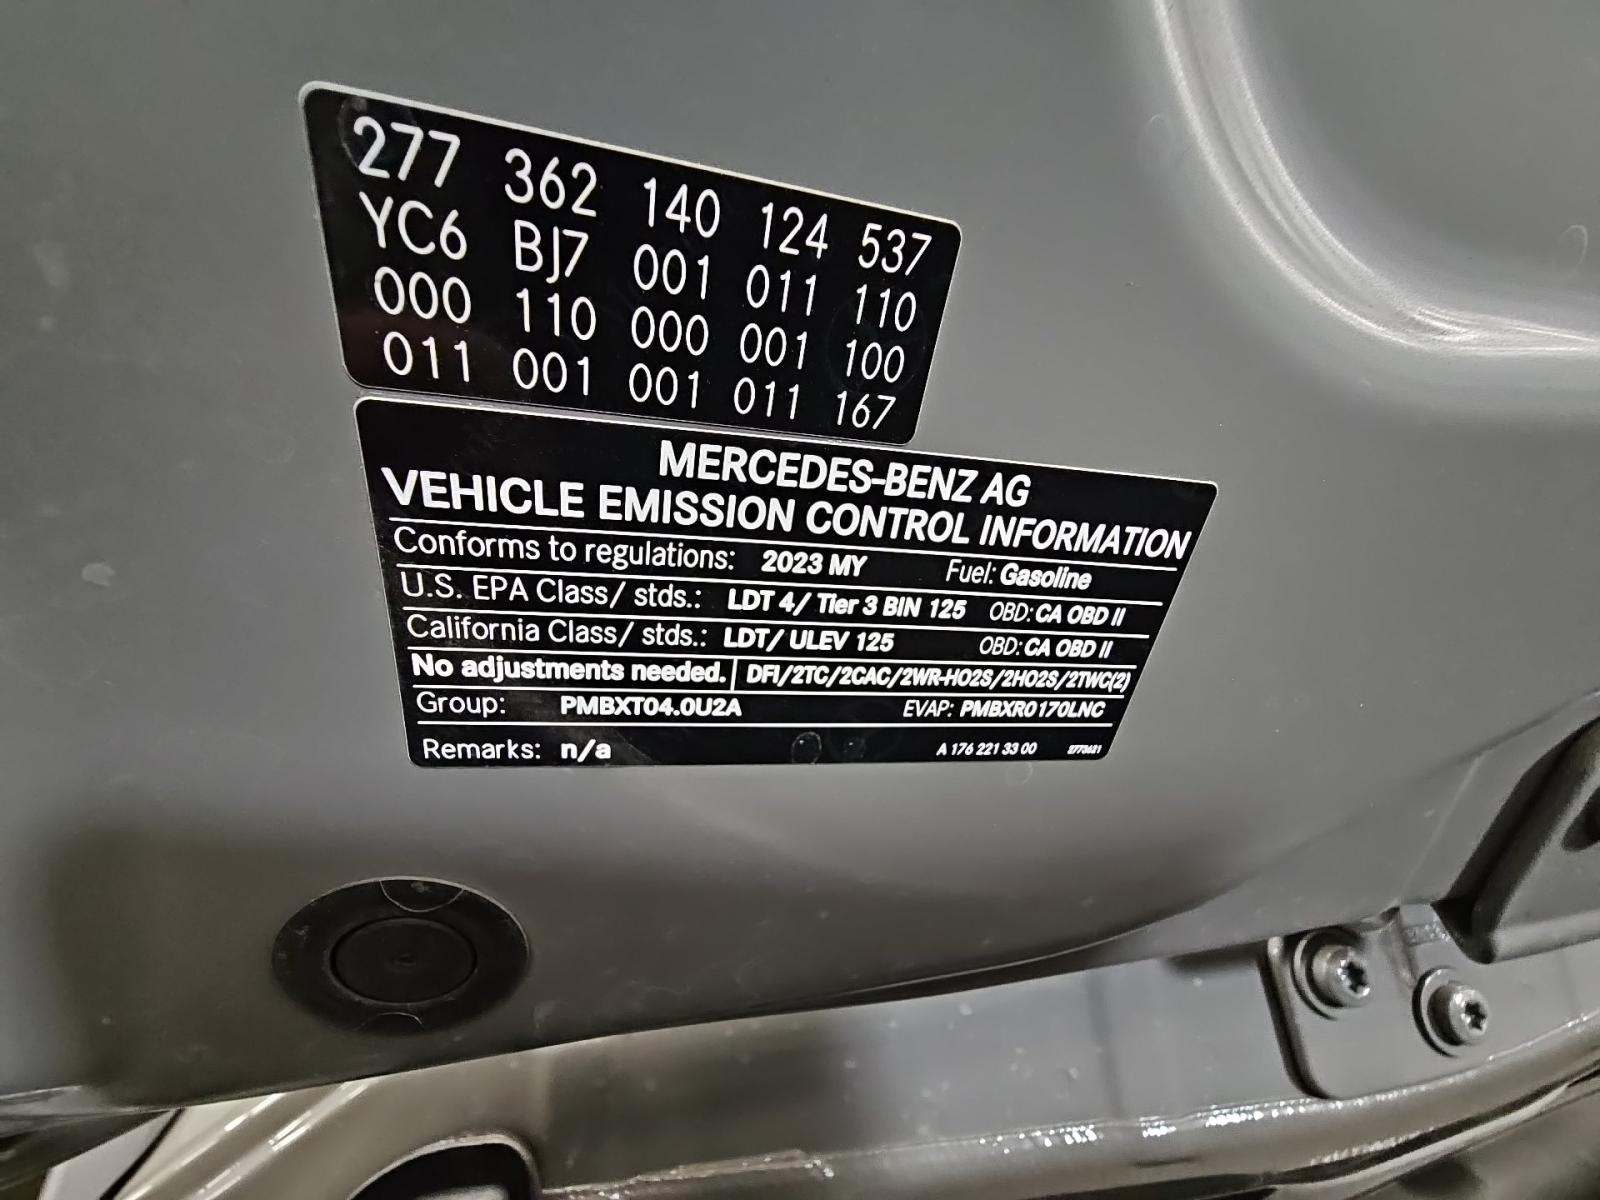 277 362 140 124 537
YC6 BJ7 001 011 110
000 110 000 001 100
011 001 001 011 167
MERCEDES-BENZ AG
VEHICLE EMISSION CONTROL INFORMATION
Conforms to regulations: 2023 MY Fuel: Gasoline
U.S. EPA Class/ stds.: LDT 4/ Tier 3 BIN 125 OBD: CA OBD II
California Class/ stds.: LDT/ ULEV 125 OBD: CA OBD II
No adjustments needed. DFI/2TC/2CAC/2WR-HO2S/2HO2S/2TWC(2)
Group: PMBXT04.0U2A EVAP: PMBXR0170LNC
Remarks: n/a A 176 221 33 00